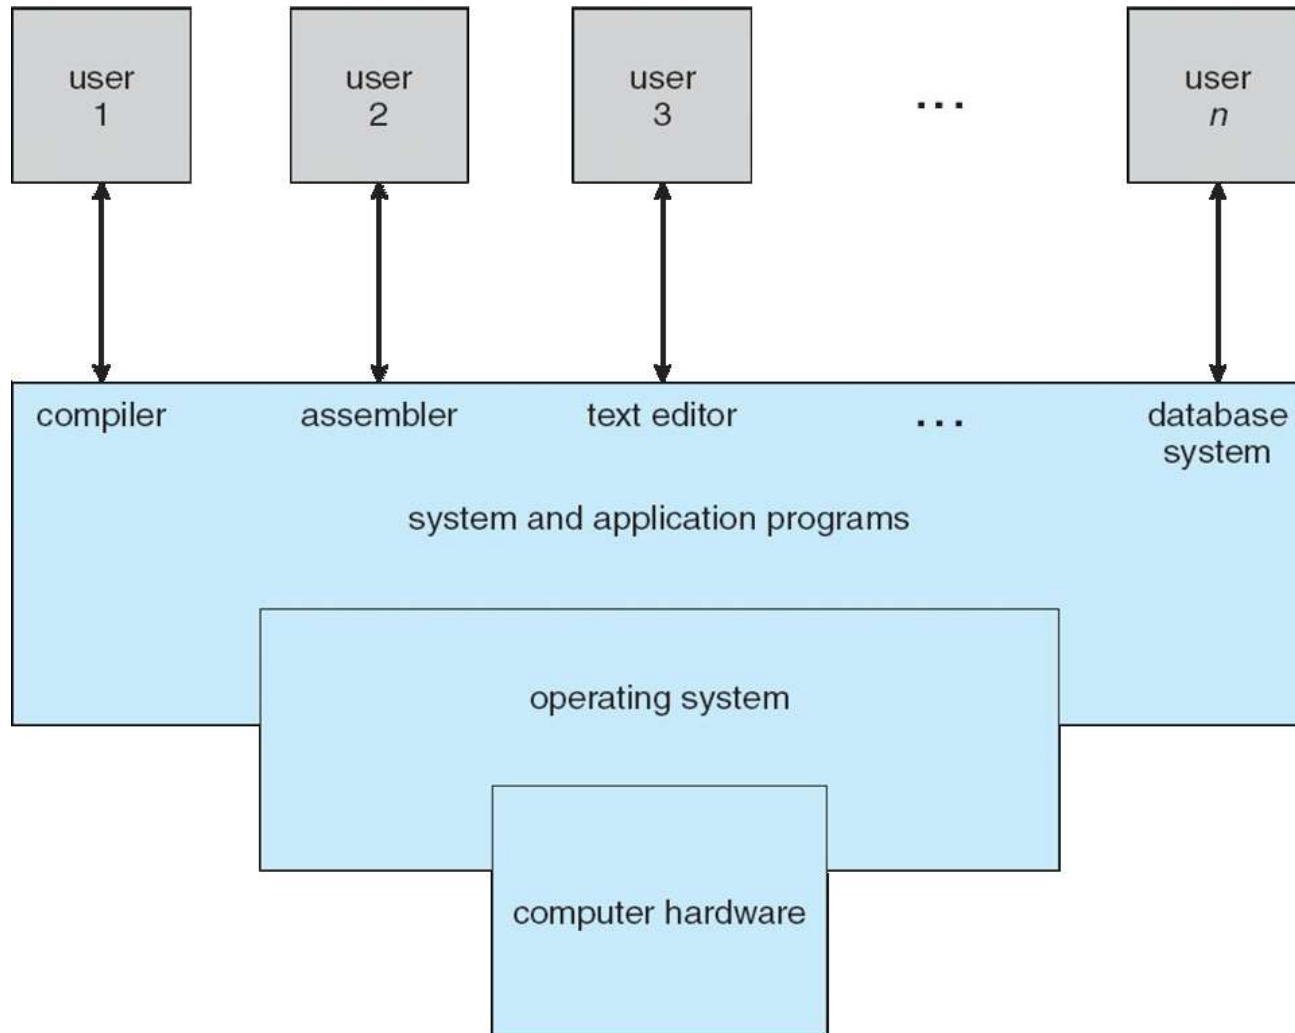 user
1
user
2
user
3
...
user
n
compiler
assembler
text editor
...
database
system
system and application programs
operating system
computer hardware